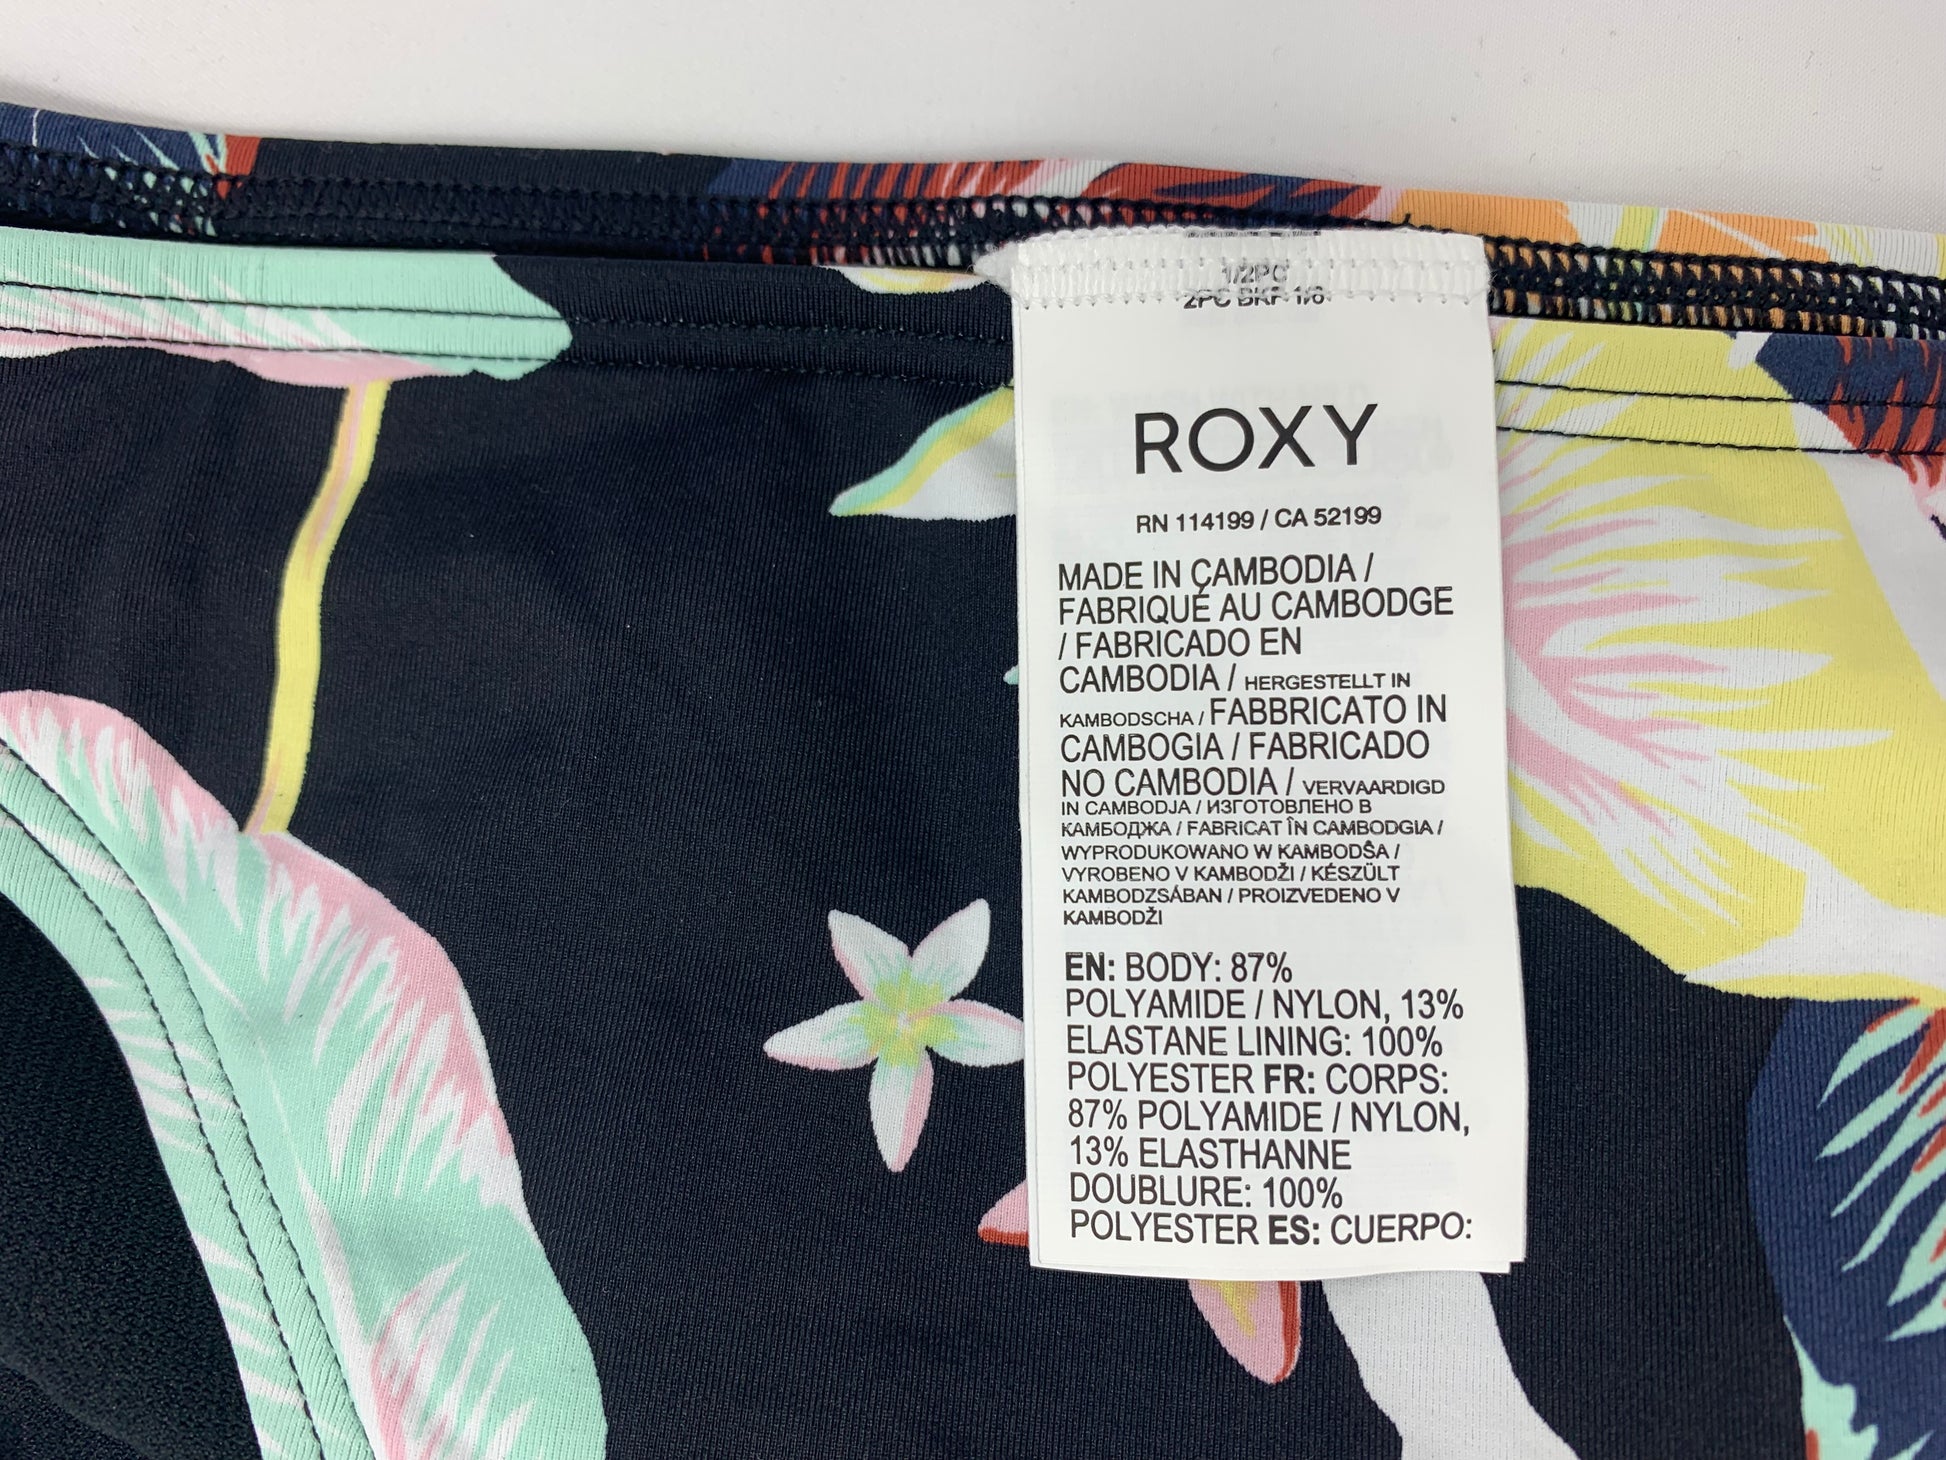 1/2PC
2PC BKP 1/6
ROXY
RN 114199 / CA 52199
MADE IN CAMBODIA /
FABRIQUÉ AU CAMBODGE
/ FABRICADO EN
CAMBODIA / HERGESTELLT IN
KAMBODSCHA / FABBRICATO IN
CAMBOGIA / FABRICADO
NO CAMBODIA / VERVAARDIGD
IN CAMBODJA / ИЗГОТОВЛЕНО В
КАМБОДЖА / FABRICAT ÎN CAMBODGIA /
WYPRODUKOWANO W KAMBODŜA /
VYROBENO V KAMBODŽI / KÉSZÜLT
KAMBODZSÁBAN / PROIZVEDENO V
KAMBODŽI
EN: BODY: 87%
POLYAMIDE / NYLON, 13%
ELASTANE LINING: 100%
POLYESTER FR: CORPS:
87% POLYAMIDE / NYLON,
13% ELASTHANNE
DOUBLURE: 100%
POLYESTER ES: CUERPO: